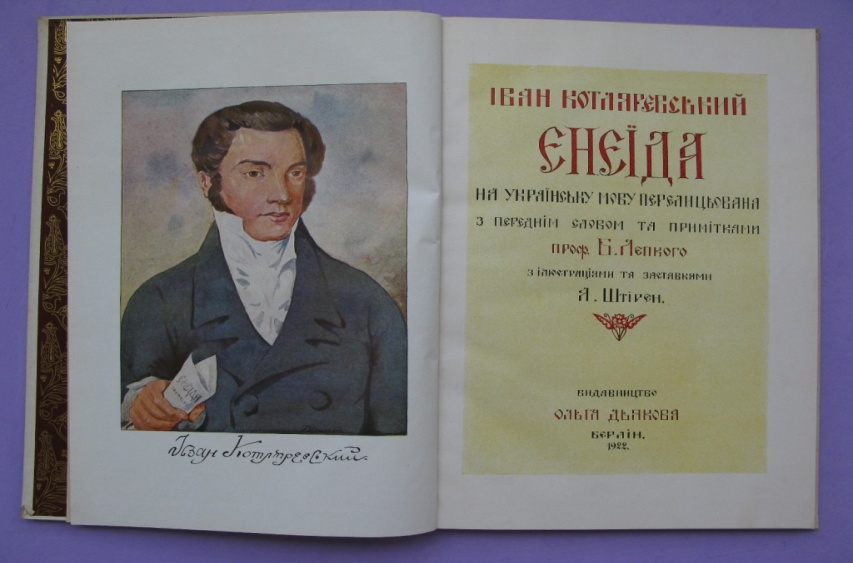 Іван Котляревський
ІВАН КОТЛЯРЕВСЬКИЙ
ЕНЕЇДА
НА УКРАЇНСЬКУ МОВУ ПЕРЕЛИЦЬОВАНА
З ПЕРЕДНІМ СЛОВОМ ТА ПРИМІТКАМИ
ПРОФ. Б. ЛЕПКОГО
З ІЛЮСТРАЦІЯМИ ТА ЗАСТАВКАМИ
А. ШТІРЕН.
ВИДАВНИЦТВО
ОЛЬГА ДЬЯКОВА
БЕРЛІН.
1922.